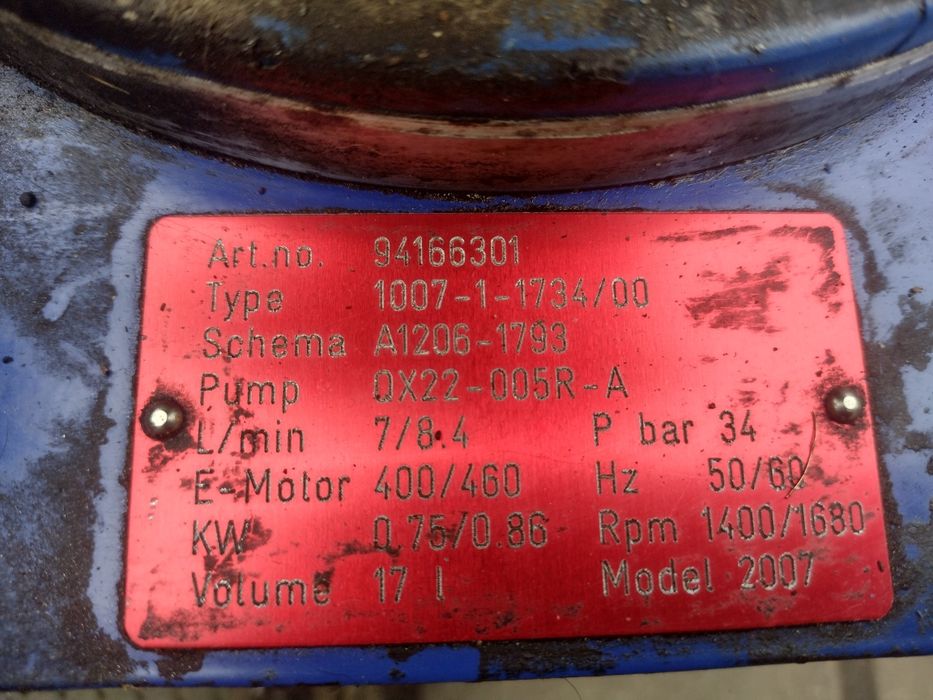 Art.no. 94166301
Type 1007-1-1734/00
Schema A1206-1793
Pump QX22-005R-A
L/min 7/8.4 P bar 34
E-Motor 400/460 Hz 50/60
KW 0.75/0.86 Rpm 1400/1680
Volume 17 l Model 2007